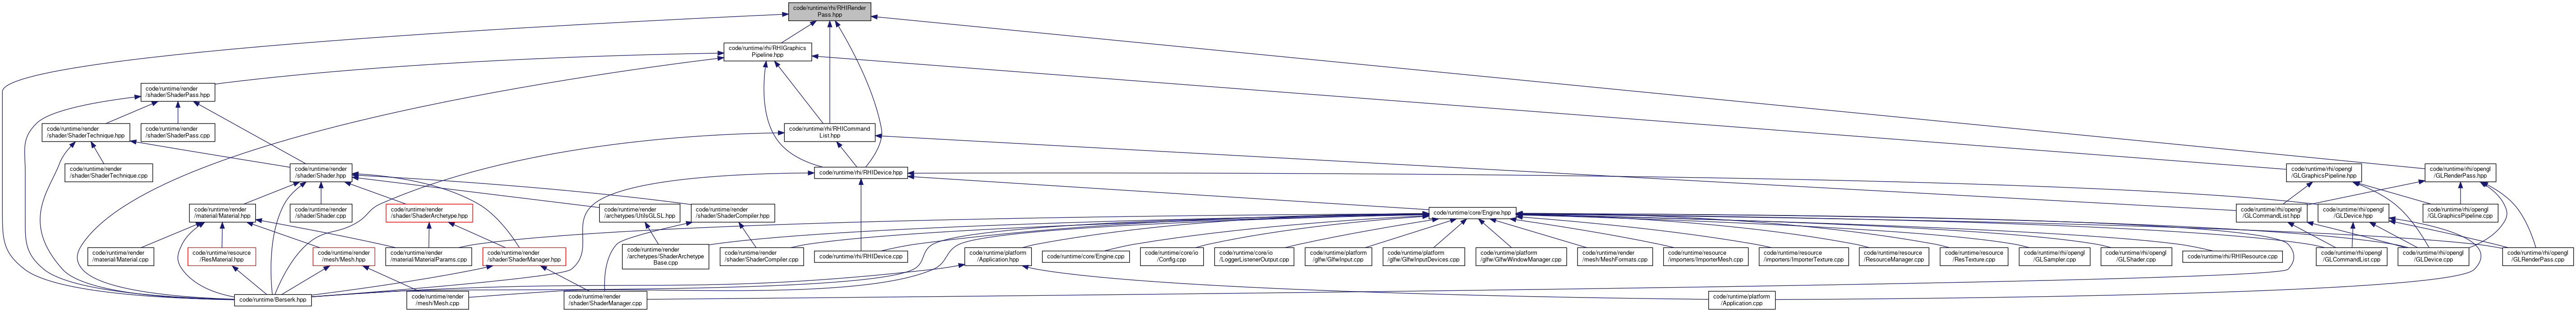 code/runtime/rhi/RHIRender
Pass.hpp
code/runtime/rhi/RHIGraphics
Pipeline.hpp
code/runtime/render
/shader/ShaderPass.hpp
code/runtime/render
/shader/ShaderTechnique.hpp
code/runtime/render
/shader/ShaderPass.cpp
code/runtime/rhi/RHICommand
List.hpp
code/runtime/render
/shader/ShaderTechnique.cpp
code/runtime/render
/shader/Shader.hpp
code/runtime/rhi/RHIDevice.hpp
code/runtime/rhi/opengl
/GLGraphicsPipeline.hpp
code/runtime/rhi/opengl
/GLRenderPass.hpp
code/runtime/render
/material/Material.hpp
code/runtime/render
/shader/Shader.cpp
code/runtime/render
/shader/ShaderArchetype.hpp
code/runtime/render
/archetypes/UtilsGLSL.hpp
code/runtime/render
/shader/ShaderCompiler.hpp
code/runtime/core/Engine.hpp
code/runtime/rhi/opengl
/GLCommandList.hpp
code/runtime/rhi/opengl
/GLDevice.hpp
code/runtime/rhi/opengl
/GLGraphicsPipeline.cpp
code/runtime/render
/material/Material.cpp
code/runtime/resource
/ResMaterial.hpp
code/runtime/render
/mesh/Mesh.hpp
code/runtime/render
/material/MaterialParams.cpp
code/runtime/render
/shader/ShaderManager.hpp
code/runtime/render
/archetypes/ShaderArchetype
Base.cpp
code/runtime/render
/shader/ShaderCompiler.cpp
code/runtime/rhi/RHIDevice.cpp
code/runtime/platform
/Application.hpp
code/runtime/core/Engine.cpp
code/runtime/core/io
/Config.cpp
code/runtime/core/io
/LoggerListenerOutput.cpp
code/runtime/platform
/glfw/GlfwInput.cpp
code/runtime/platform
/glfw/GlfwInputDevices.cpp
code/runtime/platform
/glfw/GlfwWindowManager.cpp
code/runtime/render
/mesh/MeshFormats.cpp
code/runtime/resource
/importers/ImporterMesh.cpp
code/runtime/resource
/importers/ImporterTexture.cpp
code/runtime/resource
/ResourceManager.cpp
code/runtime/resource
/ResTexture.cpp
code/runtime/rhi/opengl
/GLSampler.cpp
code/runtime/rhi/opengl
/GLShader.cpp
code/runtime/rhi/RHIResource.cpp
code/runtime/rhi/opengl
/GLCommandList.cpp
code/runtime/rhi/opengl
/GLDevice.cpp
code/runtime/rhi/opengl
/GLRenderPass.cpp
code/runtime/Berserk.hpp
code/runtime/render
/mesh/Mesh.cpp
code/runtime/render
/shader/ShaderManager.cpp
code/runtime/platform
/Application.cpp